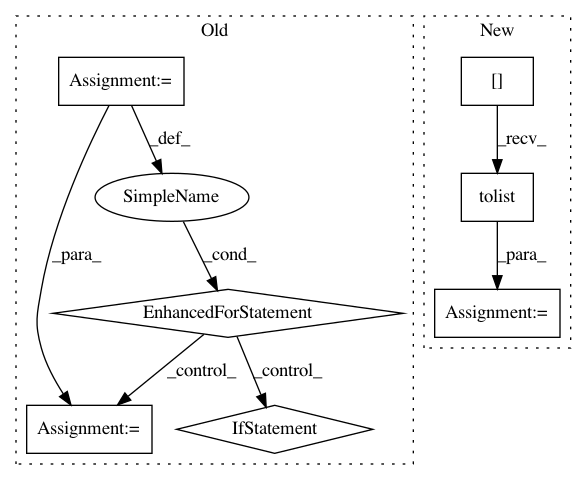 Old
New
Assignment:=
[]
_def_
_recv_
SimpleName
tolist
_para_
_cond_
_para_
EnhancedForStatement
Assignment:=
_control_
_control_
Assignment:=
IfStatement